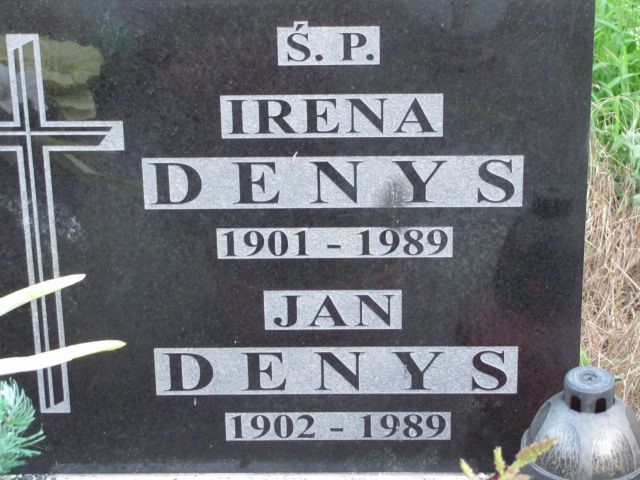 Ś. P.
IRENA
DENYS
1901 - 1989
JAN
DENYS
1902 - 1989